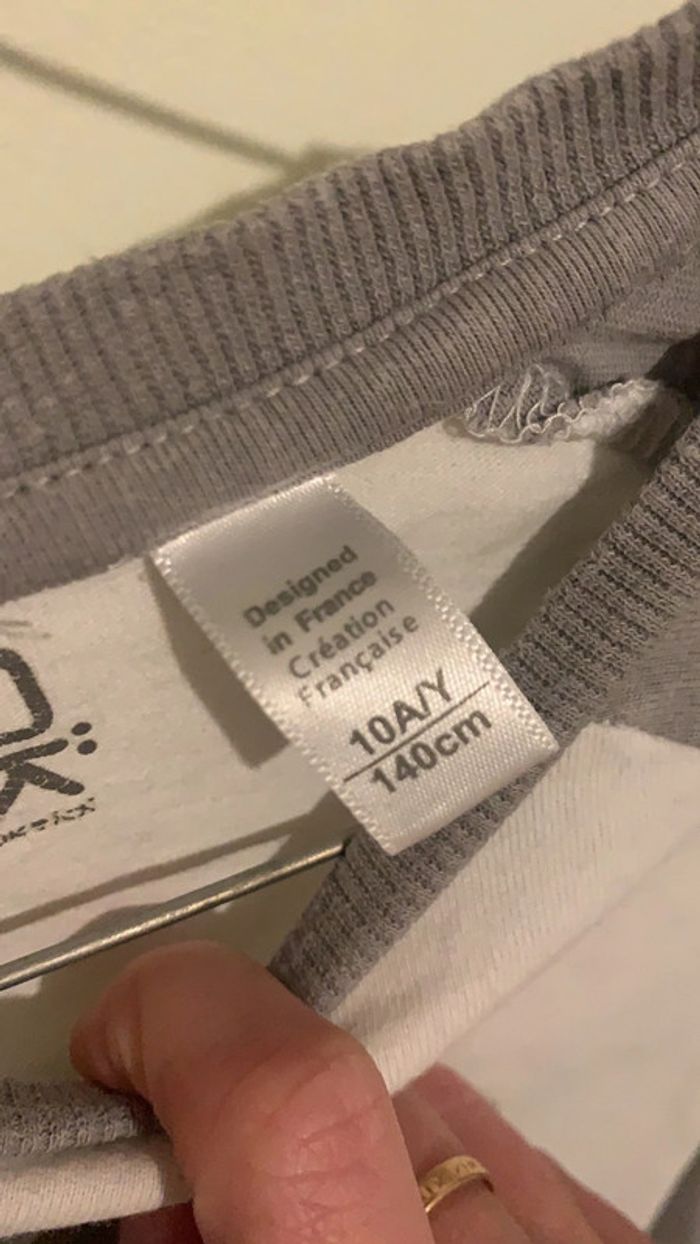 Designed
in France
Création
Française
10A/Y
140cm